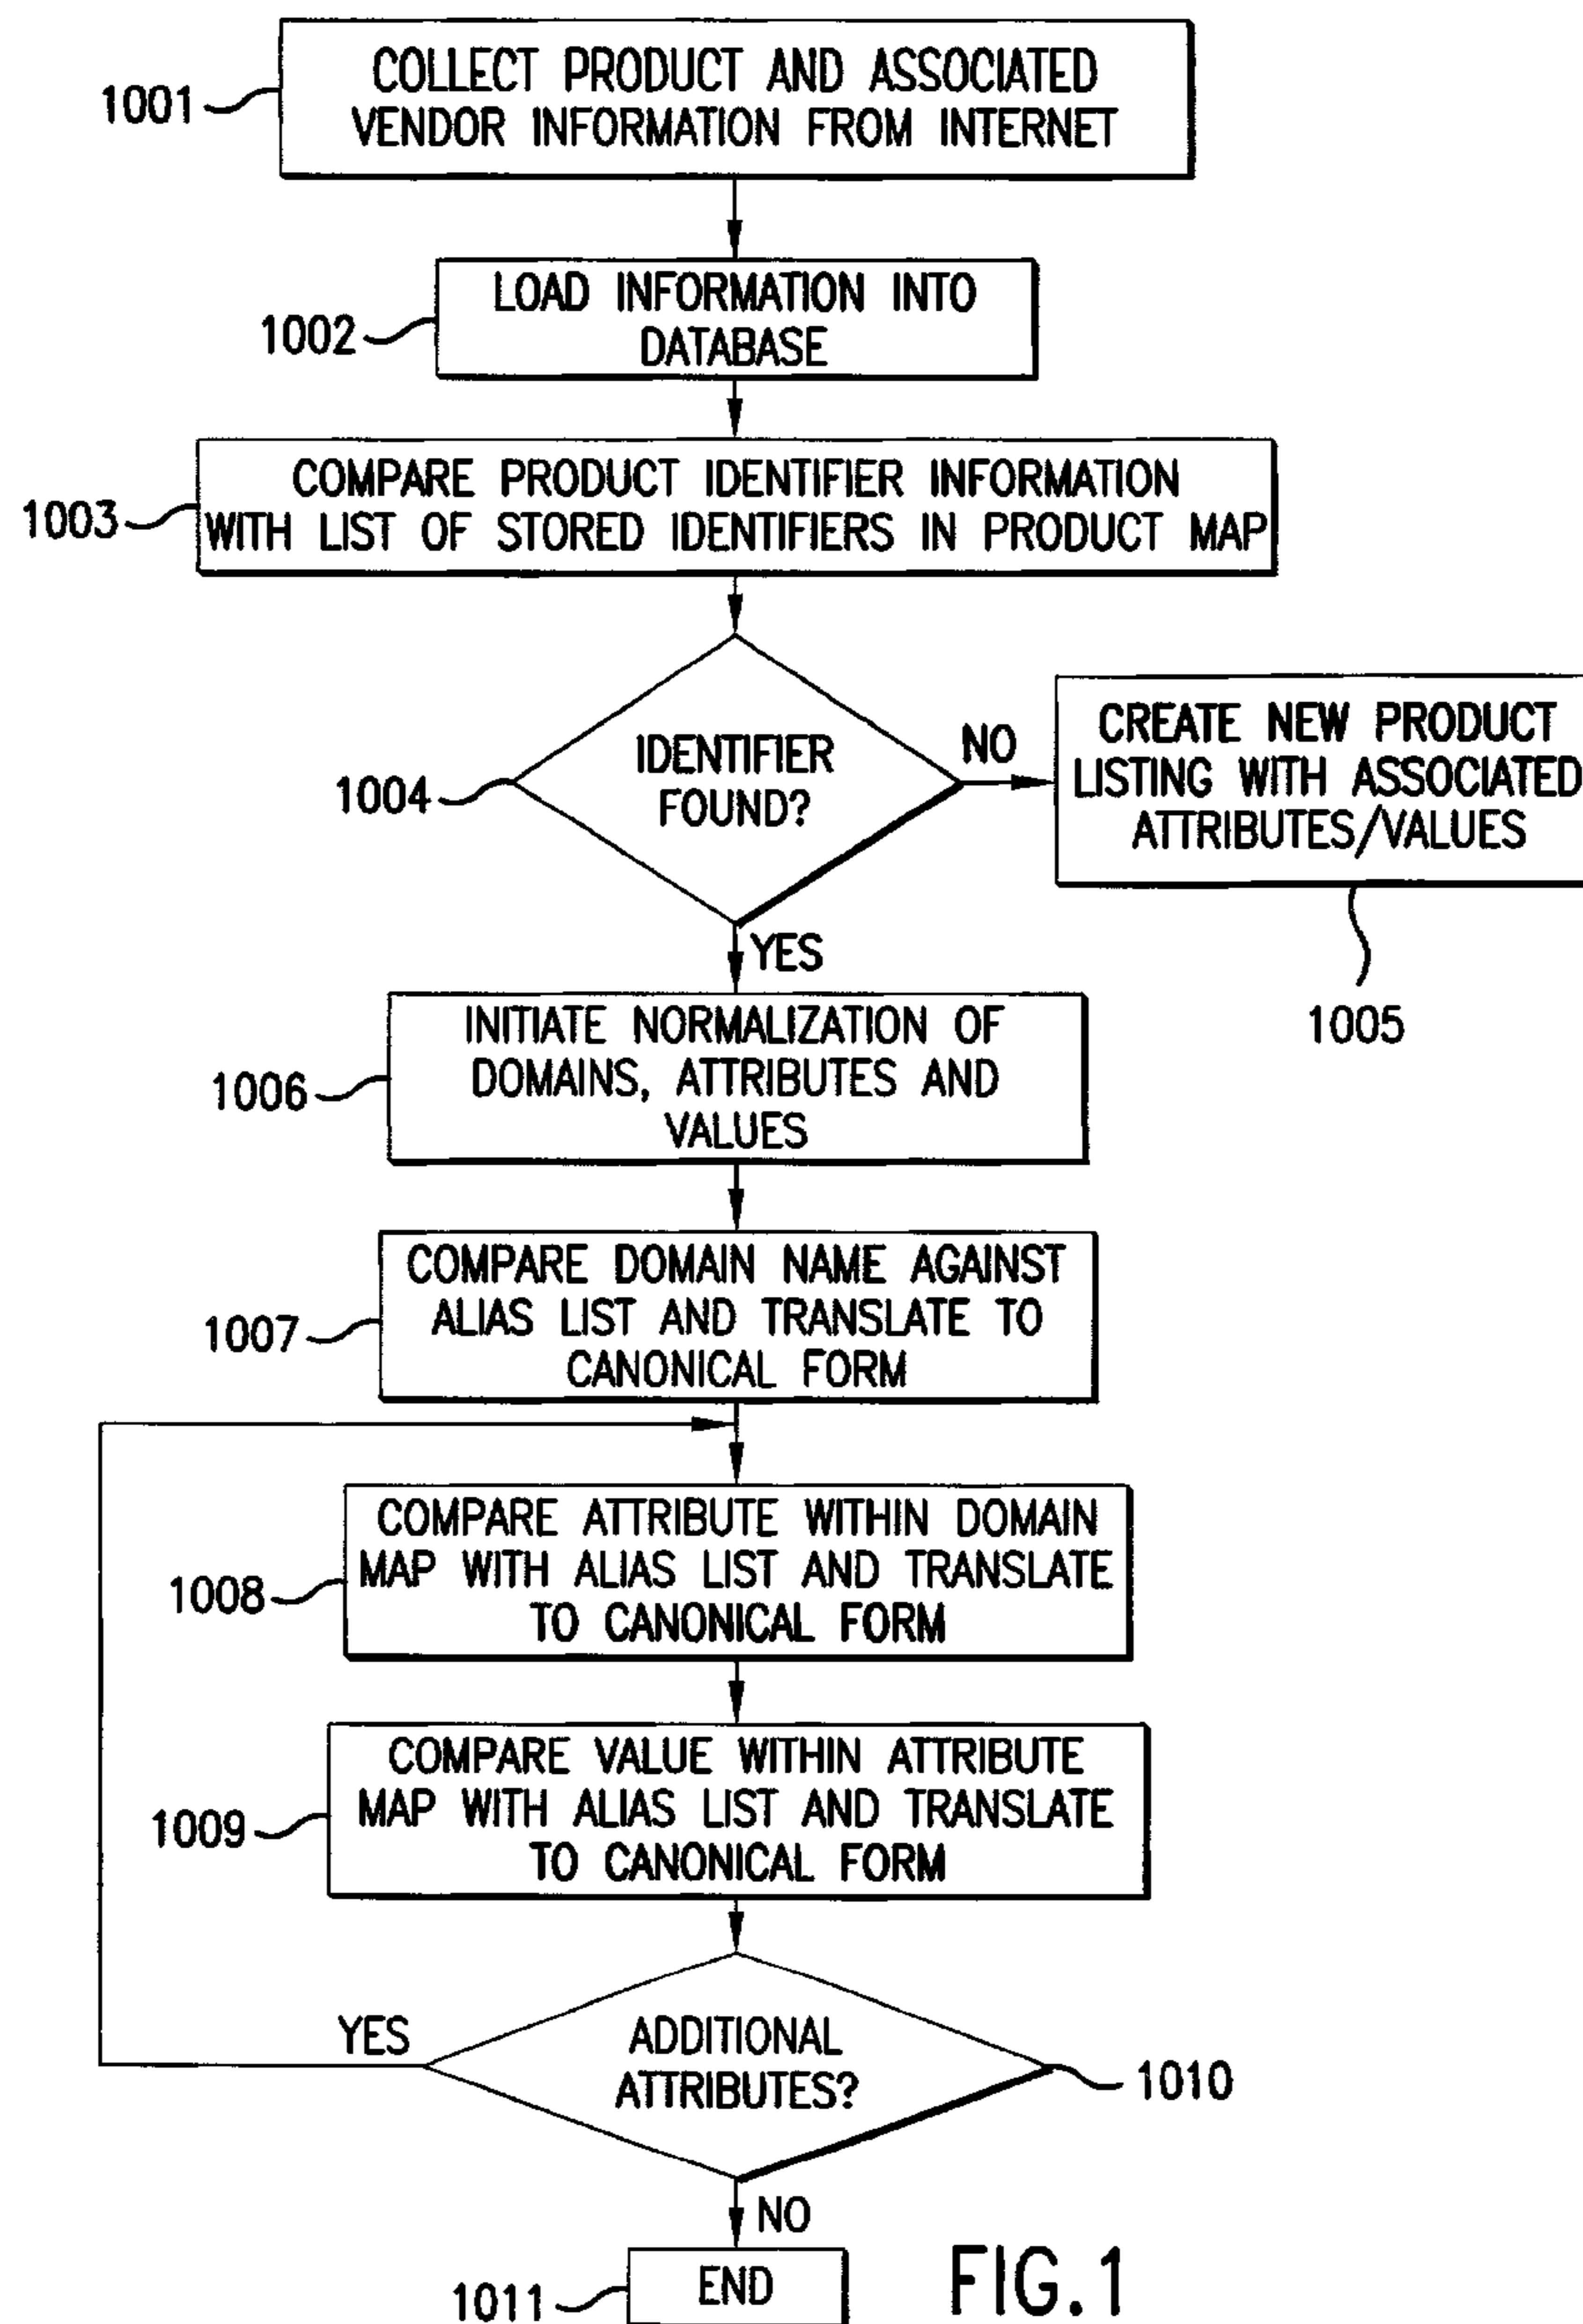 1001
COLLECT PRODUCT AND ASSOCIATED
VENDOR INFORMATION FROM INTERNET
1002
LOAD INFORMATION INTO
DATABASE
1003
COMPARE PRODUCT IDENTIFIER INFORMATION
WITH LIST OF STORED IDENTIFIERS IN PRODUCT MAP
1004
IDENTIFIER
FOUND?
NO
CREATE NEW PRODUCT
LISTING WITH ASSOCIATED
ATTRIBUTES/VALUES
1005
YES
1006
INITIATE NORMALIZATION OF
DOMAINS, ATTRIBUTES AND
VALUES
1007
COMPARE DOMAIN NAME AGAINST
ALIAS LIST AND TRANSLATE TO
CANONICAL FORM
1008
COMPARE ATTRIBUTE WITHIN DOMAIN
MAP WITH ALIAS LIST AND TRANSLATE
TO CANONICAL FORM
1009
COMPARE VALUE WITHIN ATTRIBUTE
MAP WITH ALIAS LIST AND TRANSLATE
TO CANONICAL FORM
YES
ADDITIONAL
ATTRIBUTES?
1010
NO
1011
END
FIG.1